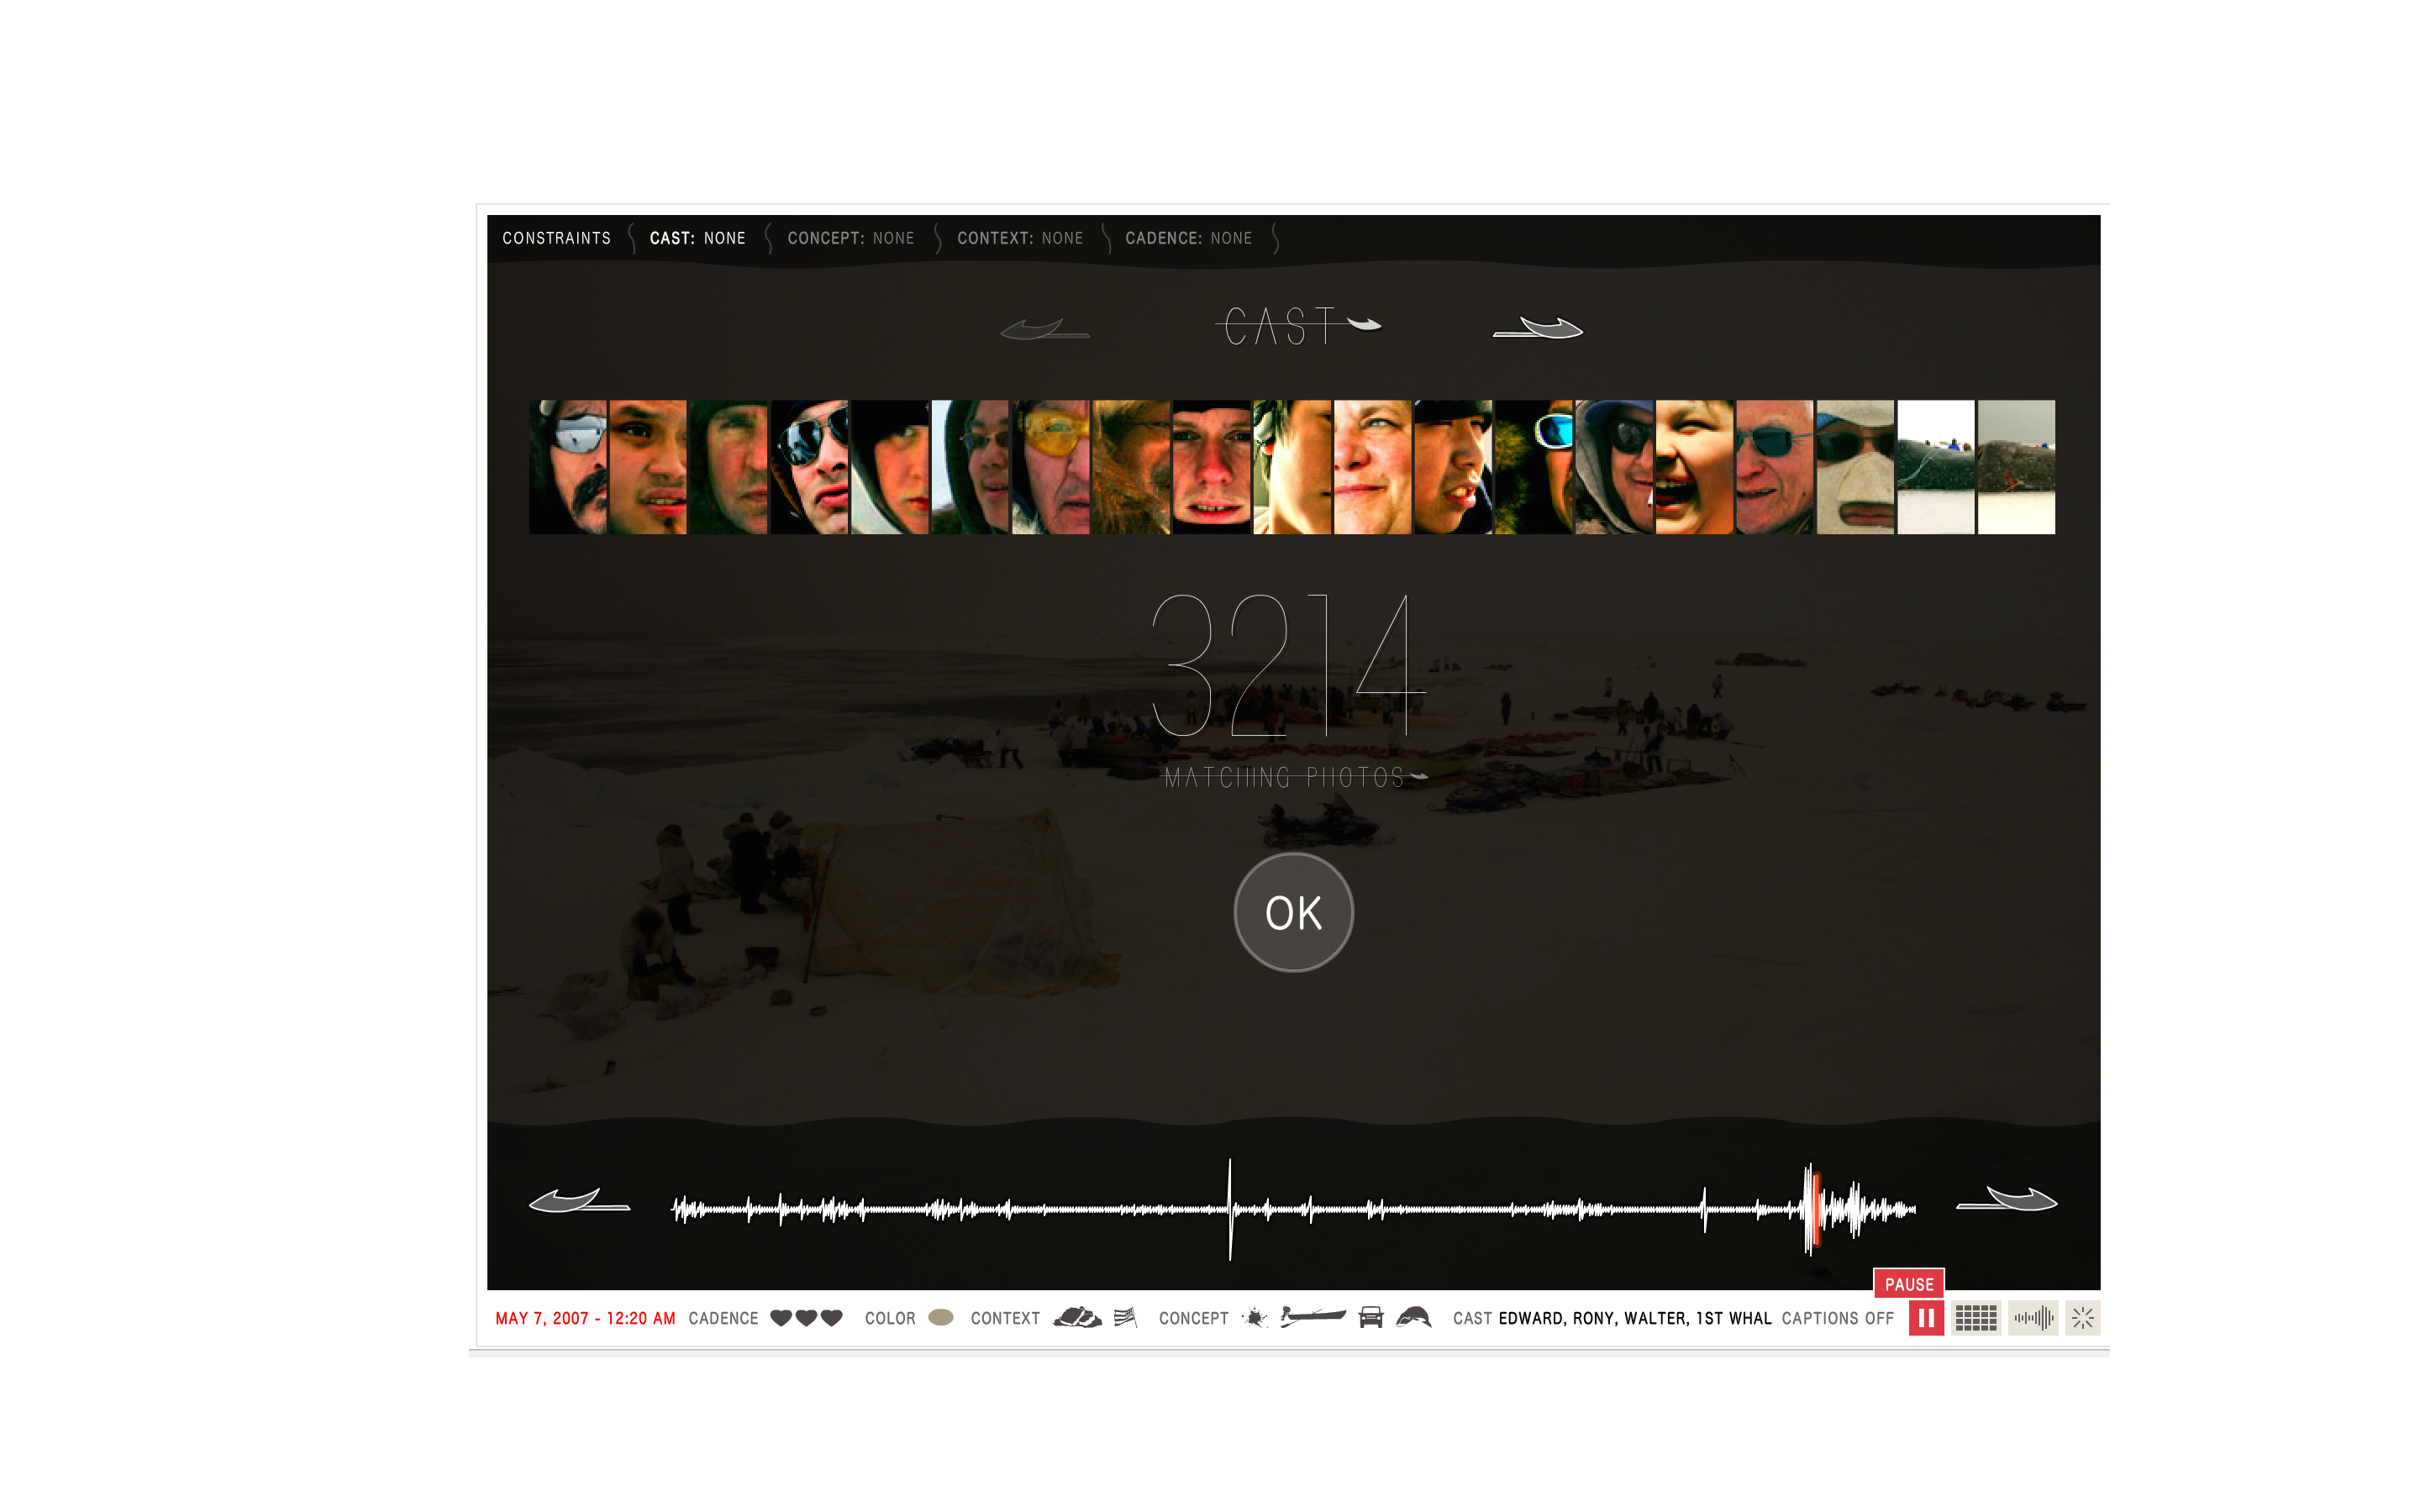 CONSTRAINTS CAST: NONE CONCEPT: NONE CONTEXT: NONE CADENCE: NONE
CAST
3214
MATCHING PHOTOS
OK
PAUSE
MAY 7, 2007 - 12:20 AM CADENCE COLOR CONTEXT CONCEPT CAST EDWARD, RONY, WALTER, 1ST WHAL CAPTIONS OFF